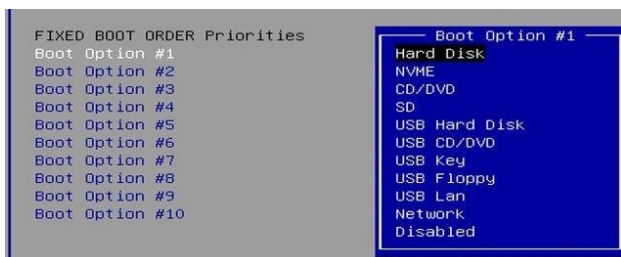 FIXED BOOT ORDER Priorities
Boot Option #1
Boot Option #2
Boot Option #3
Boot Option #4
Boot Option #5
Boot Option #6
Boot Option #7
Boot Option #8
Boot Option #9
Boot Option #10
Boot Option #1
Hard Disk
NVME
CD/DVD
SD
USB Hard Disk
USB CD/DVD
USB Key
USB Floppy
USB Lan
Network
Disabled